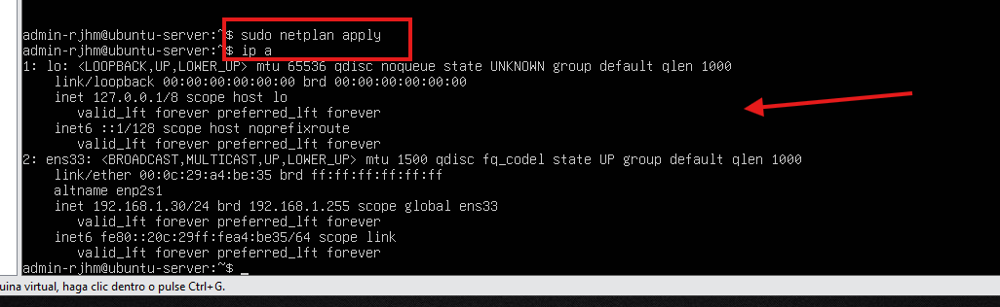 admin-rjhm@ubuntu-server:~$ sudo netplan apply
admin-rjhm@ubuntu-server:~$ ip a
1: lo: <LOOPBACK,UP,LOWER_UP> mtu 65536 qdisc noqueue state UNKNOWN group default qlen 1000
    link/loopback 00:00:00:00:00:00 brd 00:00:00:00:00:00
    inet 127.0.0.1/8 scope host lo
       valid_lft forever preferred_lft forever
    inet6 ::1/128 scope host noprefixroute
       valid_lft forever preferred_lft forever
2: ens33: <BROADCAST,MULTICAST,UP,LOWER_UP> mtu 1500 qdisc fq_codel state UP group default qlen 1000
    link/ether 00:0c:29:a4:be:35 brd ff:ff:ff:ff:ff:ff
    altname enp2s1
    inet 192.168.1.30/24 brd 192.168.1.255 scope global ens33
       valid_lft forever preferred_lft forever
    inet6 fe80::20c:29ff:fea4:be35/64 scope link
       valid_lft forever preferred_lft forever
admin-rjhm@ubuntu-server:~$ _
uina virtual, haga clic dentro o pulse Ctrl+G.